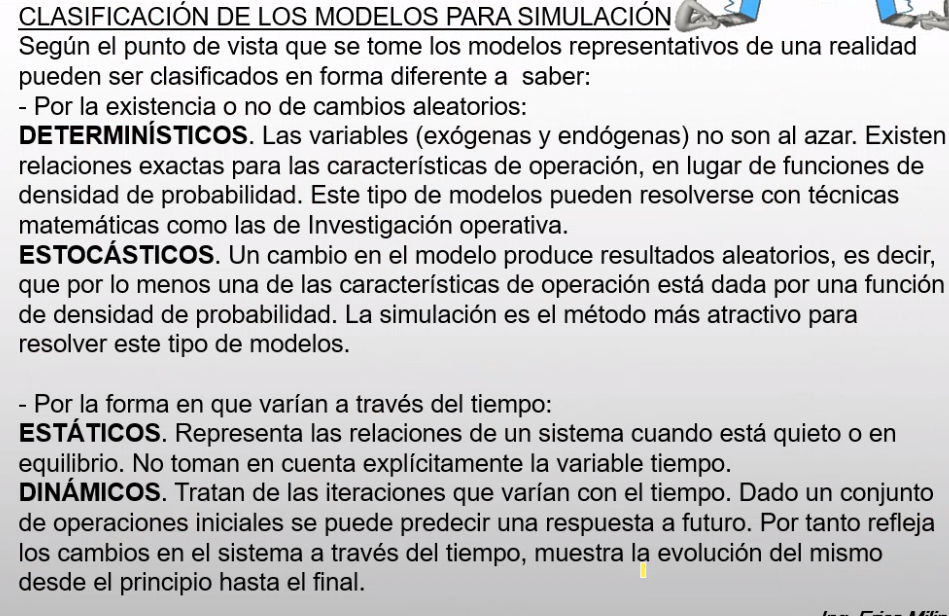 CLASIFICACIÓN DE LOS MODELOS PARA SIMULACIÓN
Según el punto de vista que se tome los modelos representativos de una realidad
pueden ser clasificados en forma diferente a saber:
- Por la existencia o no de cambios aleatorios:
DETERMINÍSTICOS. Las variables (exógenas y endógenas) no son al azar. Existen
relaciones exactas para las características de operación, en lugar de funciones de
densidad de probabilidad. Este tipo de modelos pueden resolverse con técnicas
matemáticas como las de Investigación operativa.
ESTOCÁSTICOS. Un cambio en el modelo produce resultados aleatorios, es decir,
que por lo menos una de las características de operación está dada por una función
de densidad de probabilidad. La simulación es el método más atractivo para
resolver este tipo de modelos.
- Por la forma en que varían a través del tiempo:
ESTÁTICOS. Representa las relaciones de un sistema cuando está quieto o en
equilibrio. No toman en cuenta explícitamente la variable tiempo.
DINÁMICOS. Tratan de las iteraciones que varían con el tiempo. Dado un conjunto
de operaciones iniciales se puede predecir una respuesta a futuro. Por tanto refleja
los cambios en el sistema a través del tiempo, muestra la evolución del mismo
desde el principio hasta el final.